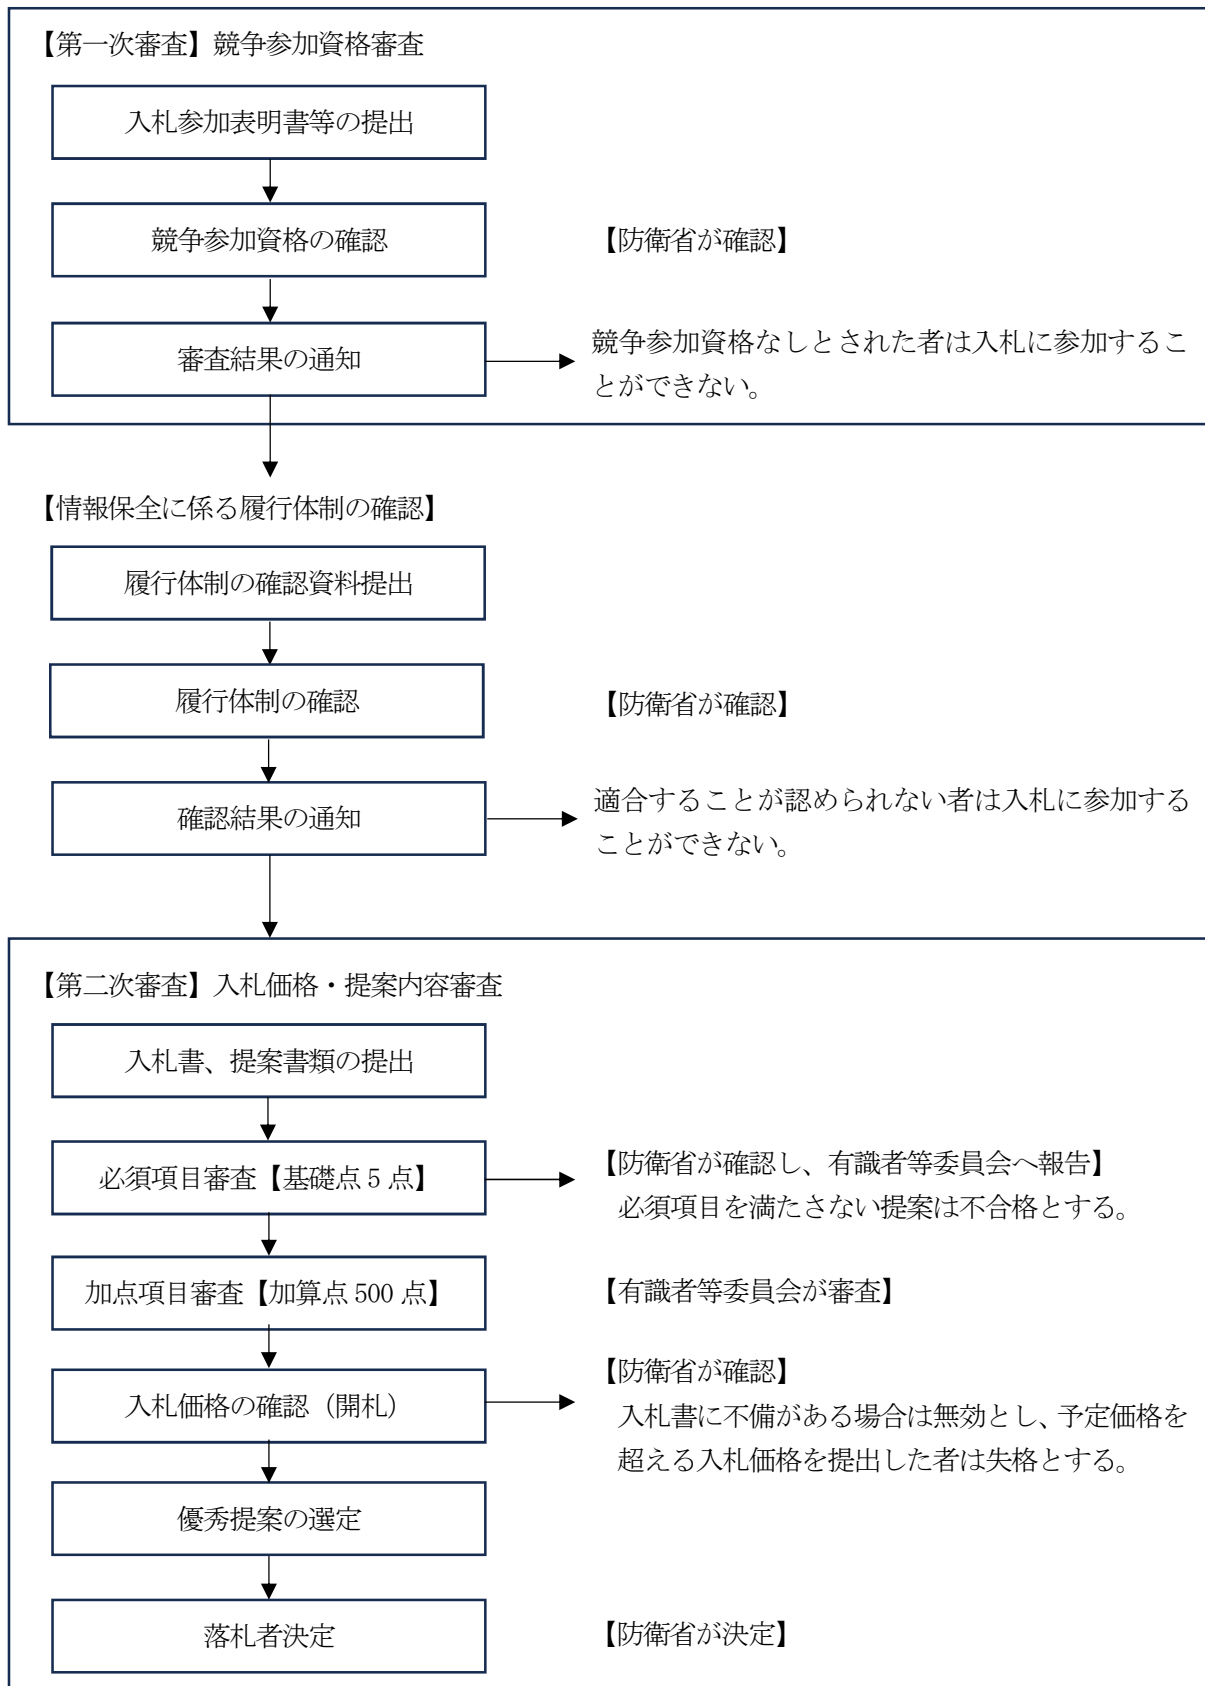 【第一次審査】競争参加資格審査
入札参加表明書等の提出
競争参加資格の確認
【防衛省が確認】
審査結果の通知
競争参加資格なしとされた者は入札に参加するこ
とができない。
【情報保全に係る履行体制の確認】
履行体制の確認資料提出
履行体制の確認
【防衛省が確認】
確認結果の通知
適合することが認められない者は入札に参加する
ことができない。
【第二次審査】入札価格・提案内容審査
入札書、提案書類の提出
必須項目審査【基礎点 5 点】
【防衛省が確認し、有識者等委員会へ報告】
必須項目を満たさない提案は不合格とする。
加点項目審査【加算点 500 点】
【有識者等委員会が審査】
入札価格の確認（開札）
【防衛省が確認】
入札書に不備がある場合は無効とし、予定価格を
超える入札価格を提出した者は失格とする。
優秀提案の選定
落札者決定
【防衛省が決定】